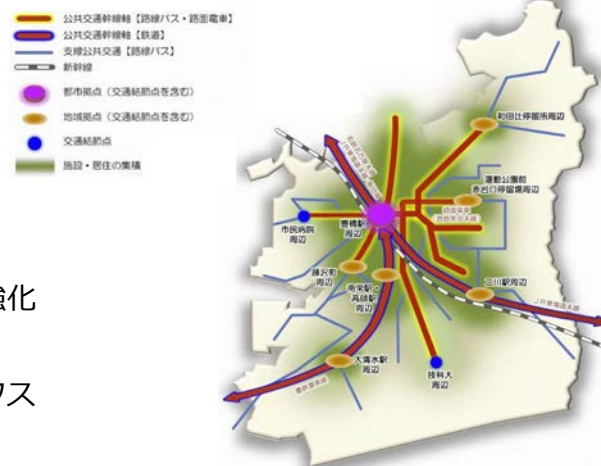 公共交通幹線軸【路線バス・路面電車】
公共交通幹線軸【鉄道】
支線公共交通【路線バス】
新幹線
都市拠点（交通結節点を含む）
地域拠点（交通結節点を含む）
交通結節点
施設・居住の集積
強化
クス
和田辻停留所周辺
運動公園前
赤岩口停留場周辺
豊橋駅
周辺
市民病院
周辺
藤沢町
周辺
南栄駅・
高師駅
周辺
二川駅周辺
JR東海道本線
大清水駅
周辺
技科大
周辺